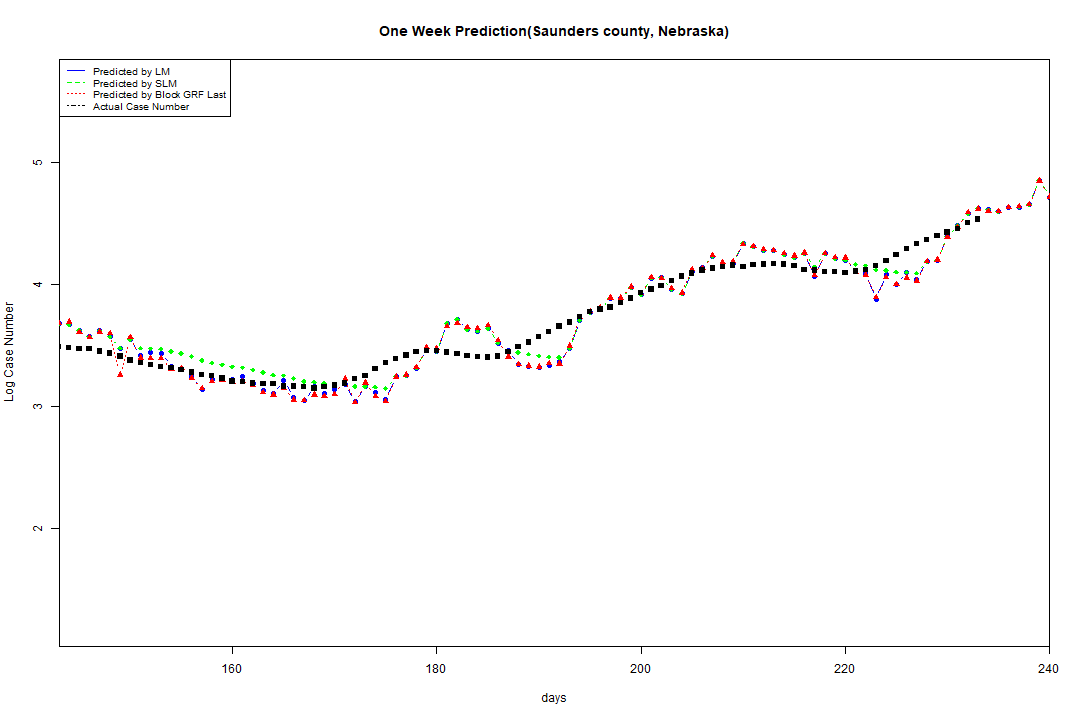 One Week Prediction(Saunders county, Nebraska)
Predicted by LM
Predicted by SLM
Predicted by Block GRF Last
Actual Case Number
5
4
3
2
Log Case Number
160
180
200
220
240
days